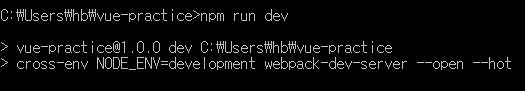 C:₩Users₩hb₩vue-practice>npm run dev
> vue-practice@1.0.0 dev C:₩Users₩hb₩vue-practice
> cross-env NODE_ENV=development webpack-dev-server --open --hot